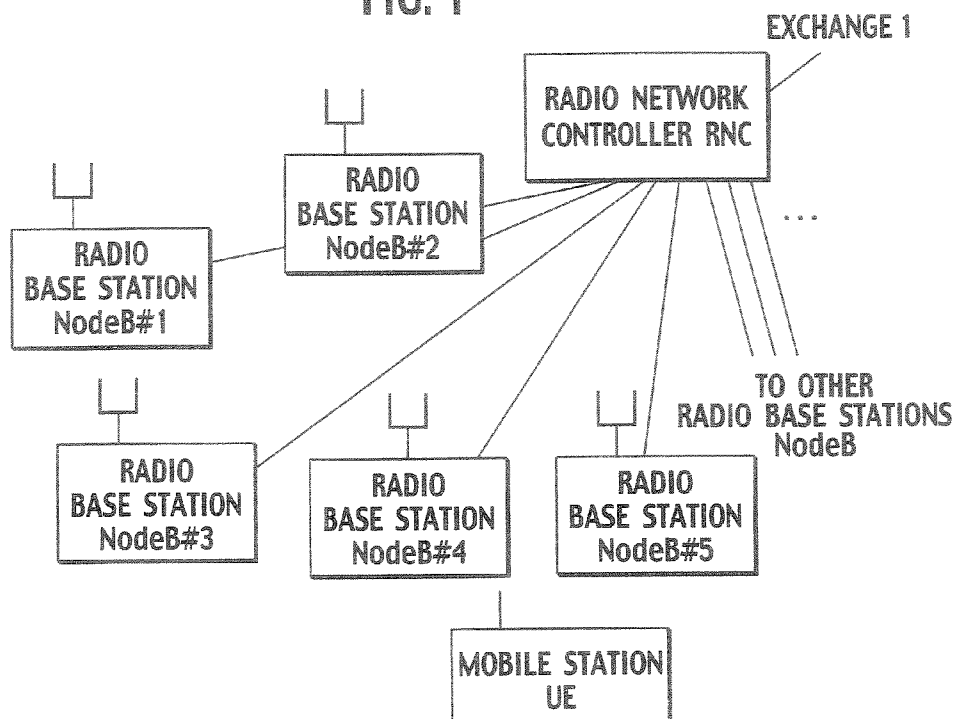 FIG. 1
EXCHANGE 1
RADIO NETWORK
CONTROLLER RNC
RADIO
BASE STATION
NodeB#2
RADIO
BASE STATION
NodeB#1
...
TO OTHER
RADIO BASE STATIONS
NodeB
RADIO
BASE STATION
NodeB#3
RADIO
BASE STATION
NodeB#4
RADIO
BASE STATION
NodeB#5
MOBILE STATION
UE